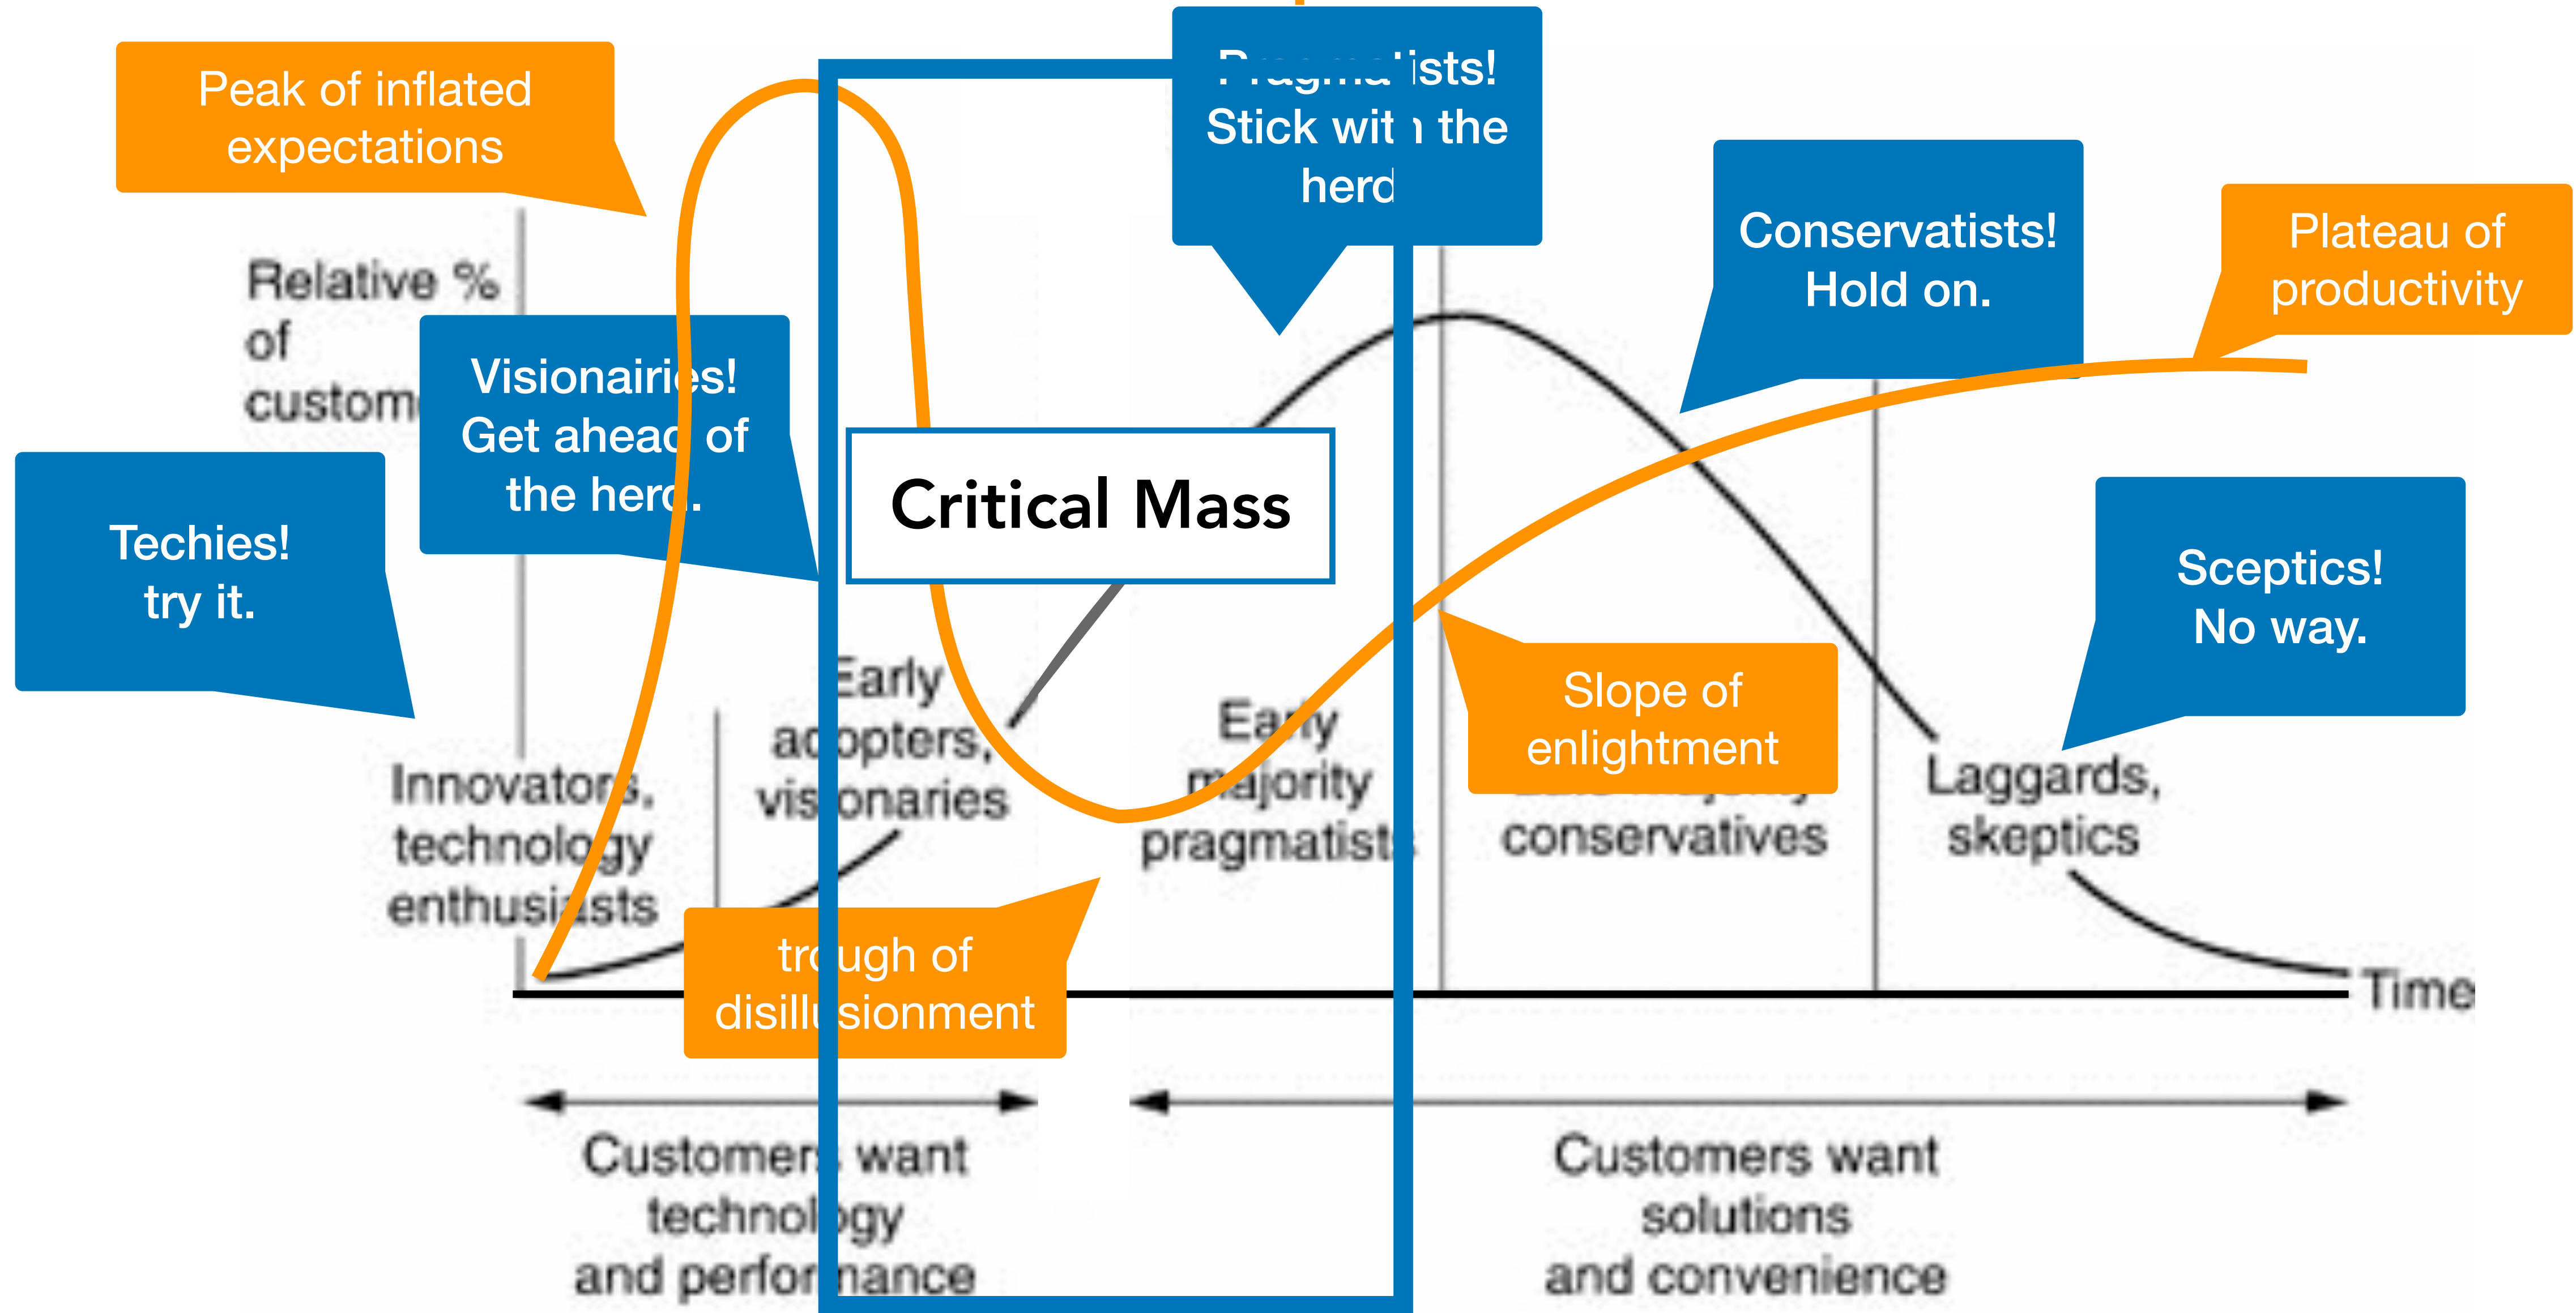 Peak of inflated
expectations
Pragmatists!
Stick with the
herd
Conservatists!
Hold on.
Plateau of
productivity
Relative %
of
Visionairies!
Get ahead of
the herd.
Critical Mass
Techies!
try it.
Sceptics!
No way.
Early
adopters,
visionaries
Innovators,
technology
enthusiasts
Early
majority
pragmatists
Slope of
enlightment
conservatives
Laggards,
skeptics
trough of
disillusionment
Time
Customers want
technology
and performance
Customers want
solutions
and convenience